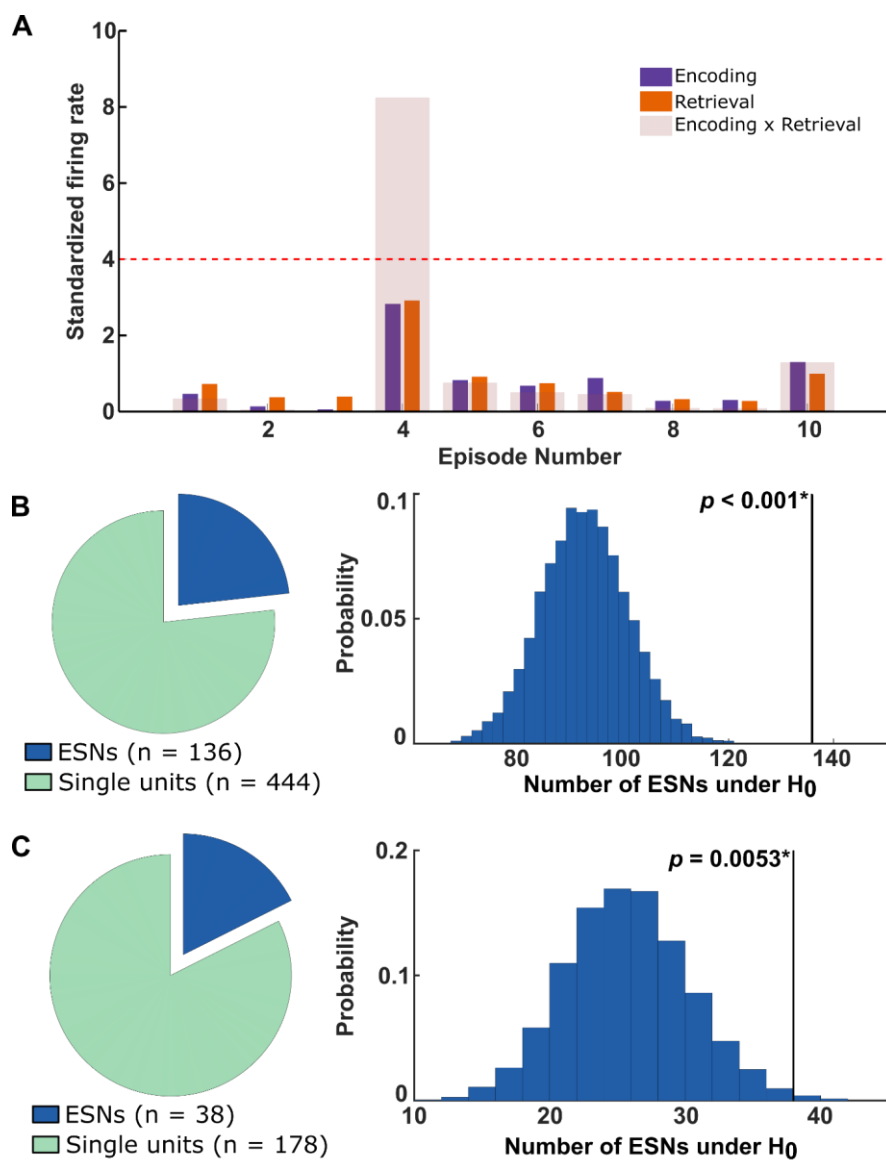 A
Standardized firing rate
10
8
6
4
2
0
Encoding
Retrieval
Encoding x Retrieval
2 4 6 8 10
Episode Number
B
ESNs (n = 136)
Single units (n = 444)
Probability
0.1
0.05
0
p < 0.001*
80 100 120 140
Number of ESNs under H0
C
ESNs (n = 38)
Single units (n = 178)
Probability
0.2
0.1
0
p = 0.0053*
10 20 30 40
Number of ESNs under H0